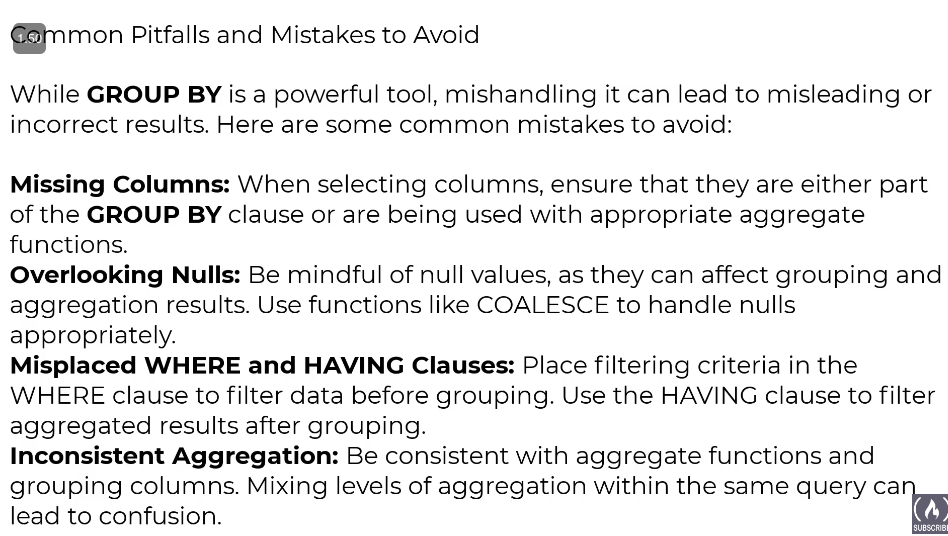 Common Pitfalls and Mistakes to Avoid
1.50
While GROUP BY is a powerful tool, mishandling it can lead to misleading or
incorrect results. Here are some common mistakes to avoid:
Missing Columns: When selecting columns, ensure that they are either part
of the GROUP BY clause or are being used with appropriate aggregate
functions.
Overlooking Nulls: Be mindful of null values, as they can affect grouping and
aggregation results. Use functions like COALESCE to handle nulls
appropriately.
Misplaced WHERE and HAVING Clauses: Place filtering criteria in the
WHERE clause to filter data before grouping. Use the HAVING clause to filter
aggregated results after grouping.
Inconsistent Aggregation: Be consistent with aggregate functions and
grouping columns. Mixing levels of aggregation within the same query can
lead to confusion.
SUBSCRIBE